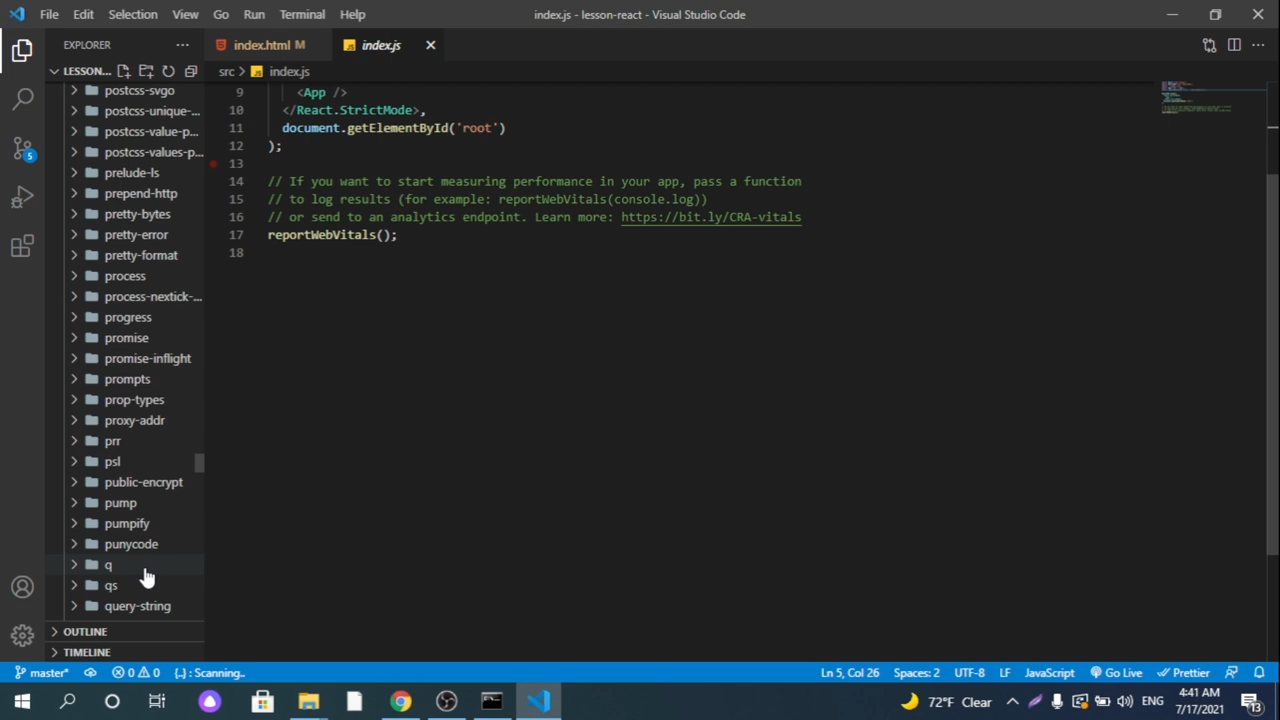 File Edit Selection View Go Run Terminal Help
index.js - lesson-react - Visual Studio Code
EXPLORER
index.html M
index.js
LESSON...
src > index.js
postcss-svgo
postcss-unique-...
postcss-value-p...
postcss-values-p...
prelude-ls
prepend-http
pretty-bytes
pretty-error
pretty-format
process
process-nextick-...
progress
promise
promise-inflight
prompts
prop-types
proxy-addr
prr
psl
public-encrypt
pump
pumpify
punycode
q
qs
query-string
OUTLINE
TIMELINE
9 <App />
10 </React.StrictMode>,
11 document.getElementById('root')
12 );
13
14 // If you want to start measuring performance in your app, pass a function
15 // to log results (for example: reportWebVitals(console.log))
16 // or send to an analytics endpoint. Learn more: https://bit.ly/CRA-vitals
17 reportWebVitals();
18
5
master* 0 0 {..} : Scanning.. Ln 5, Col 26 Spaces: 2 UTF-8 LF JavaScript Go Live Prettier
72°F Clear ENG 4:41 AM
7/17/2021
13